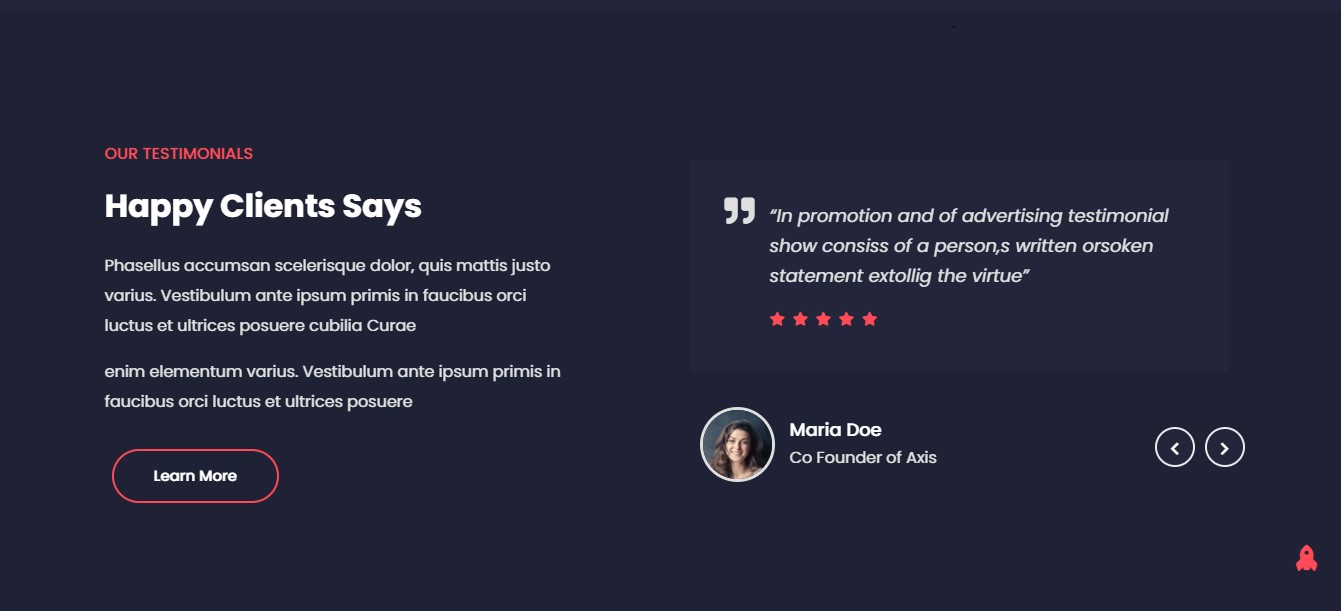 OUR TESTIMONIALS
Happy Clients Says
Phasellus accumsan scelerisque dolor, quis mattis justo
varius. Vestibulum ante ipsum primis in faucibus orci
luctus et ultrices posuere cubilia Curae
enim elementum varius. Vestibulum ante ipsum primis in
faucibus orci luctus et ultrices posuere
Learn More
“In promotion and of advertising testimonial
show consiss of a person,s written orsoken
statement extollig the virtue”
Maria Doe
Co Founder of Axis